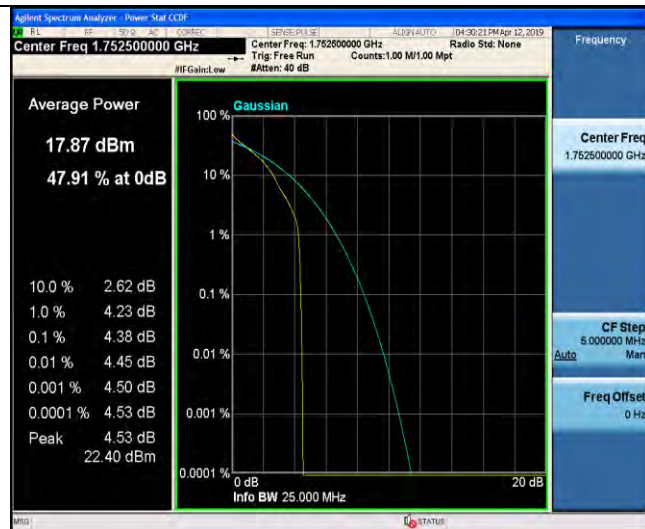 Agilent Spectrum Analyzer - Power Stat CCDF
RL RF 50 Ω AC CORREC SENSE:PULSE ALIGN AUTO 04:30:21 PM Apr 12, 2019
Center Freq 1.752500000 GHz
Center Freq: 1.752500000 GHz
Radio Std: None
Trig: Free Run
Counts:1.00 M/1.00 Mpt
#IFGain:Low
#Atten: 40 dB
Frequency
Average Power
17.87 dBm
47.91 % at 0dB
10.0 % 2.62 dB
1.0 % 4.23 dB
0.1 % 4.38 dB
0.01 % 4.45 dB
0.001 % 4.50 dB
0.0001 % 4.53 dB
Peak 4.53 dB
22.40 dBm
Gaussian
100 %
10 %
1 %
0.1 %
0.01 %
0.001 %
0.0001 %
0 dB
20 dB
Info BW 25.000 MHz
Center Freq
1.752500000 GHz
CF Step
5.000000 MHz
Auto Man
Freq Offset
0 Hz
MSG
STATUS